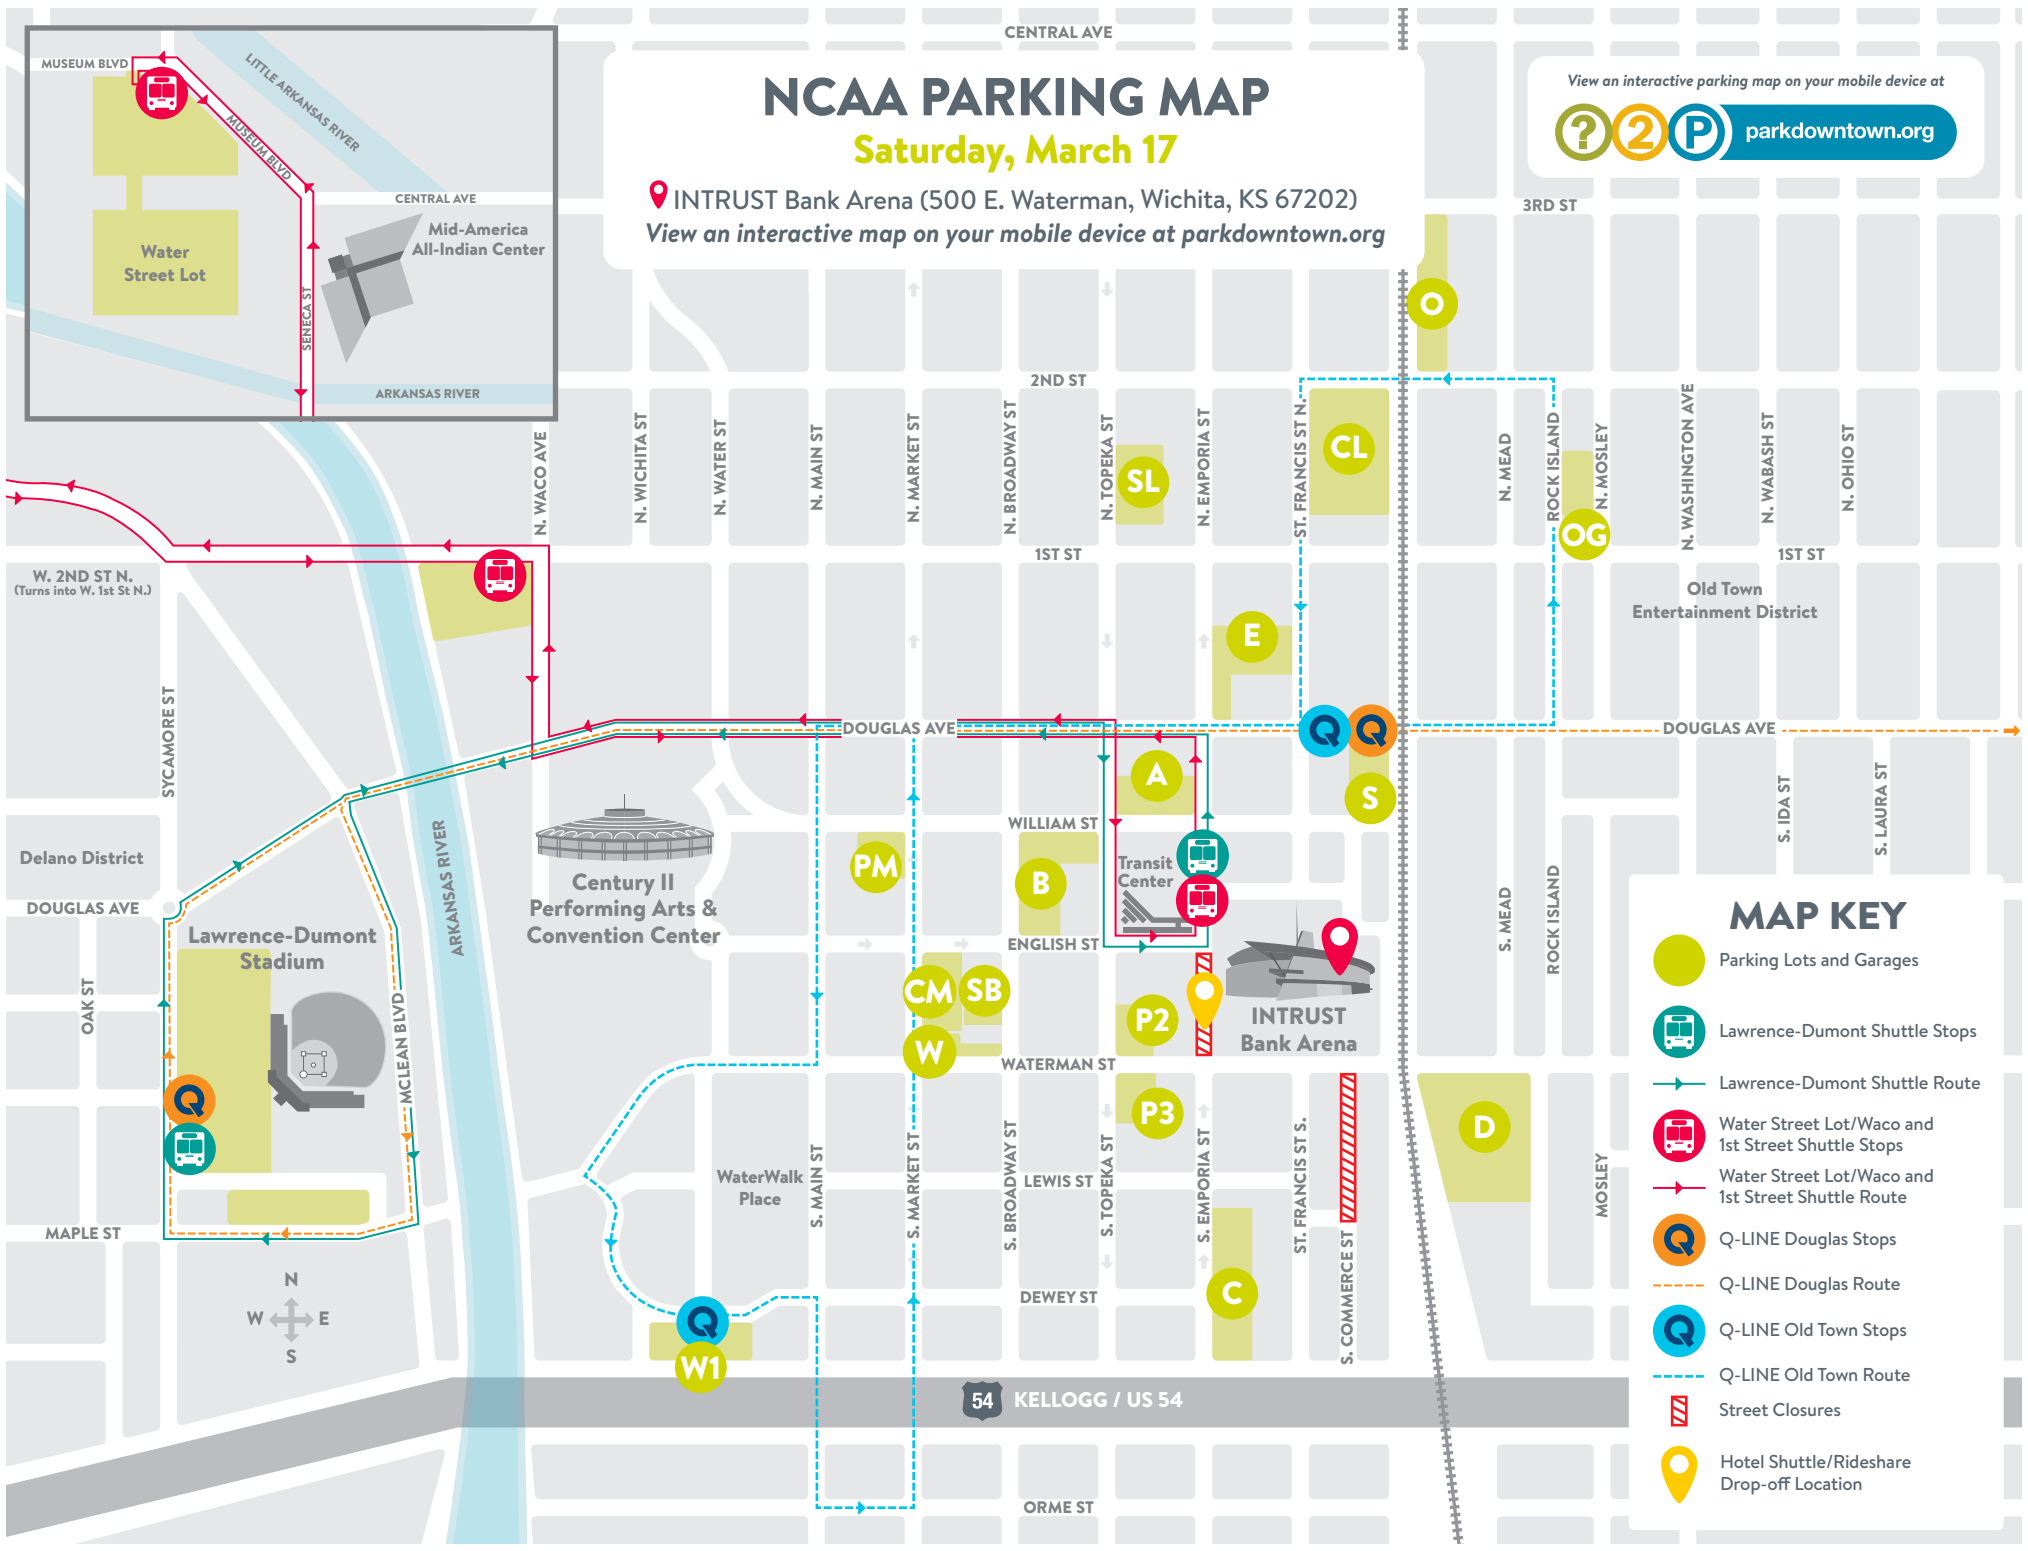 CENTRAL AVE
NCAA PARKING MAP
Saturday, March 17
INTRUST Bank Arena (500 E. Waterman, Wichita, KS 67202)
View an interactive map on your mobile device at parkdowntown.org
View an interactive parking map on your mobile device at
? 2 P parkdowntown.org
MUSEUM BLVD
LITTLE ARKANSAS RIVER
MUSEUM BLVD
CENTRAL AVE
Mid-America
All-Indian Center
Water
Street Lot
SENECA ST
ARKANSAS RIVER
3RD ST
O
2ND ST
N. WACO AVE
N. WICHITA ST
N. WATER ST
N. MAIN ST
N. MARKET ST
N. BROADWAY ST
N. TOPEKA ST
SL
N. EMPORIA ST
ST. FRANCIS ST N.
CL
N. MEAD
ROCK ISLAND
N. MOSLEY
OG
N. WASHINGTON AVE
N. WABASH ST
N. OHIO ST
1ST ST
1ST ST
W. 2ND ST N.
(Turns into W. 1st St N.)
Old Town
Entertainment District
E
SYCAMORE ST
DOUGLAS AVE
Q
Q
DOUGLAS AVE
A
S
S. IDA ST
S. LAURA ST
WILLIAM ST
Delano District
ARKANSAS RIVER
PM
B
Transit
Center
Century II
Performing Arts &
Convention Center
DOUGLAS AVE
Lawrence-Dumont
Stadium
ENGLISH ST
S. MEAD
ROCK ISLAND
OAK ST
MCLEAN BLVD
CM
SB
P2
INTRUST
Bank Arena
W
WATERMAN ST
Q
P3
D
WaterWalk
Place
S. MAIN ST
S. MARKET ST
S. BROADWAY ST
LEWIS ST
S. TOPEKA ST
S. EMPORIA ST
ST. FRANCIS ST S.
S. COMMERCE ST
MOSLEY
MAPLE ST
N
W E
S
DEWEY ST
C
Q
W1
54 KELLOGG / US 54
ORME ST
MAP KEY
Parking Lots and Garages
Lawrence-Dumont Shuttle Stops
Lawrence-Dumont Shuttle Route
Water Street Lot/Waco and
1st Street Shuttle Stops
Water Street Lot/Waco and
1st Street Shuttle Route
Q Q-LINE Douglas Stops
Q-LINE Douglas Route
Q Q-LINE Old Town Stops
Q-LINE Old Town Route
Street Closures
Hotel Shuttle/Rideshare
Drop-off Location